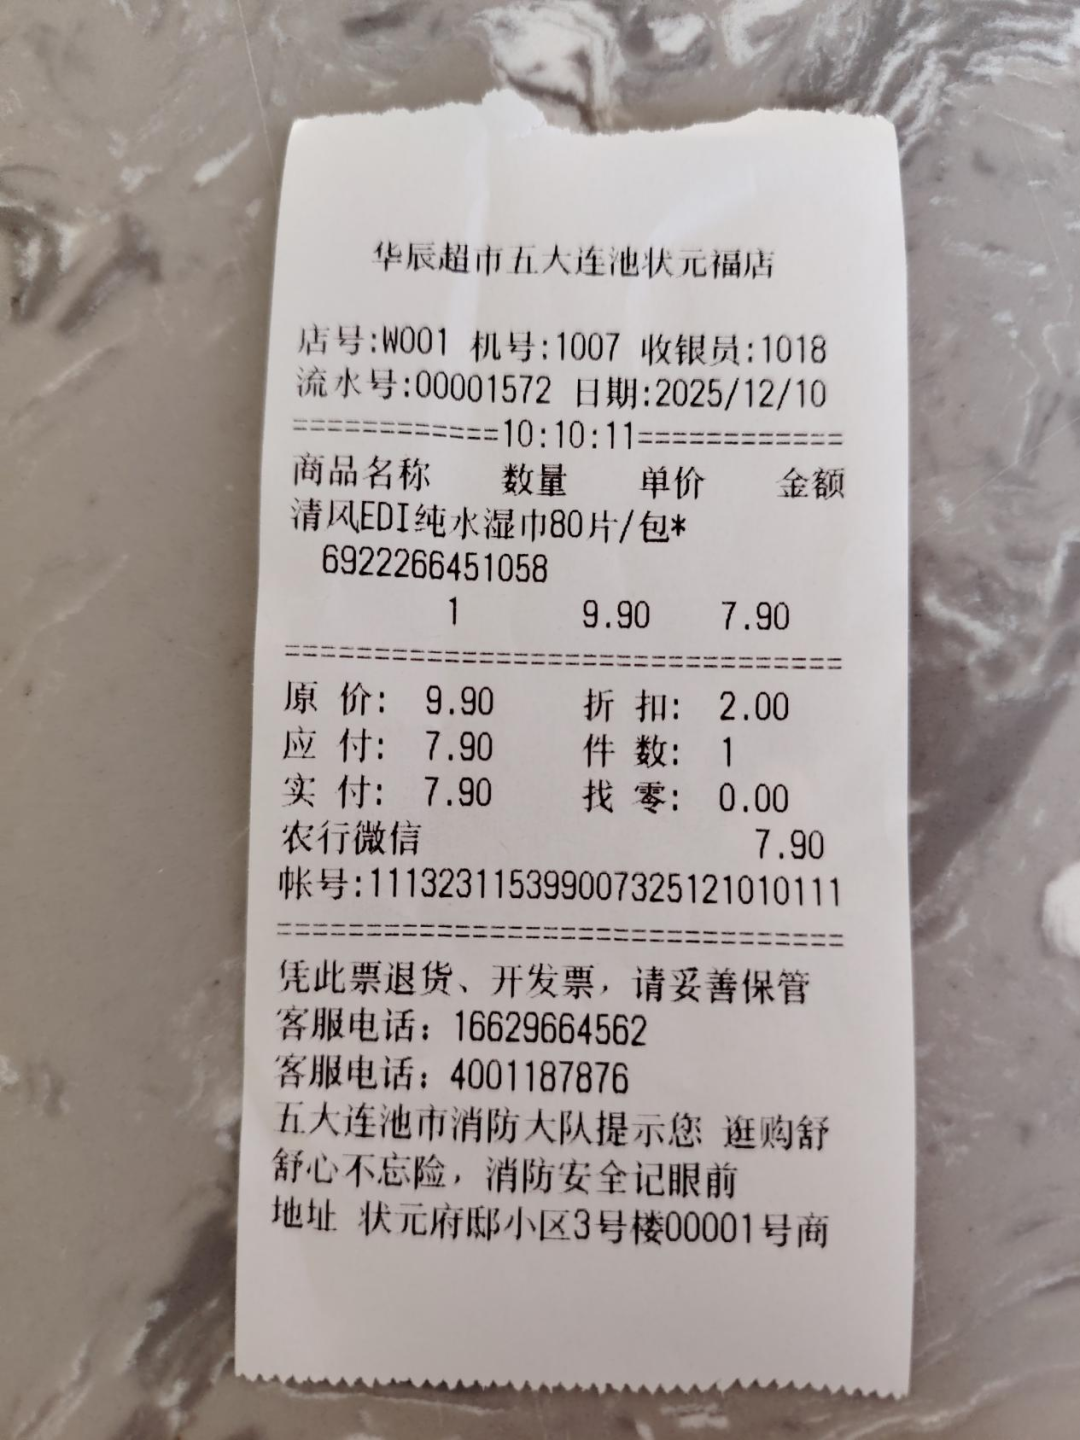 华辰超市五大连池状元福店
店号:W001 机号:1007 收银员:1018
流水号:00001572 日期:2025/12/10
============10:10:11============
商品名称 数量 单价 金额
清风EDI纯水湿巾80片/包*
6922266451058
1 9.90 7.90
================================
原 价: 9.90 折 扣: 2.00
应 付: 7.90 件 数: 1
实 付: 7.90 找 零: 0.00
农行微信 7.90
帐号:111323115399007325121010111
================================
凭此票退货、开发票，请妥善保管
客服电话：16629664562
客服电话：4001187876
五大连池市消防大队提示您 逛购舒
舒心不忘险，消防安全记眼前
地址 状元府邸小区3号楼00001号商